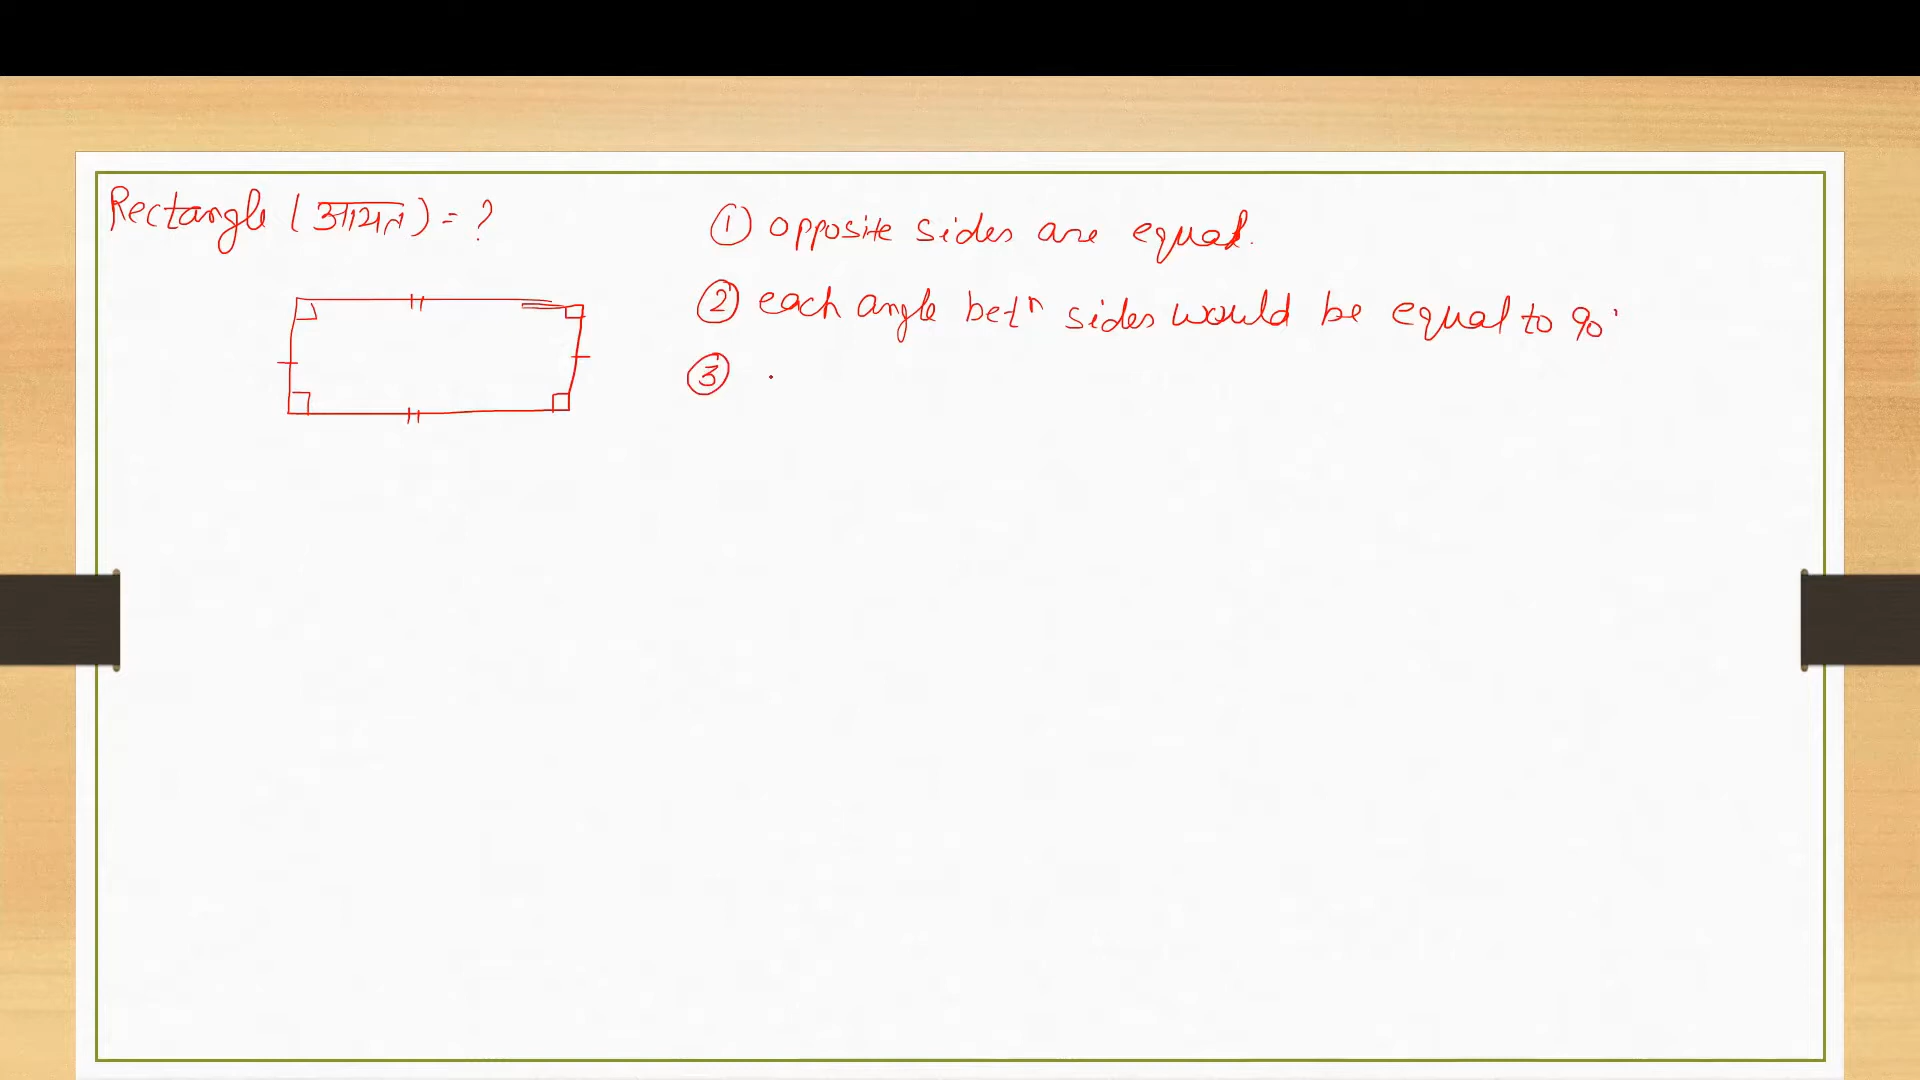 Rectangle (आयत) = ?
① opposite sides are equal.
② each angle betⁿ sides would be equal to 90°
③